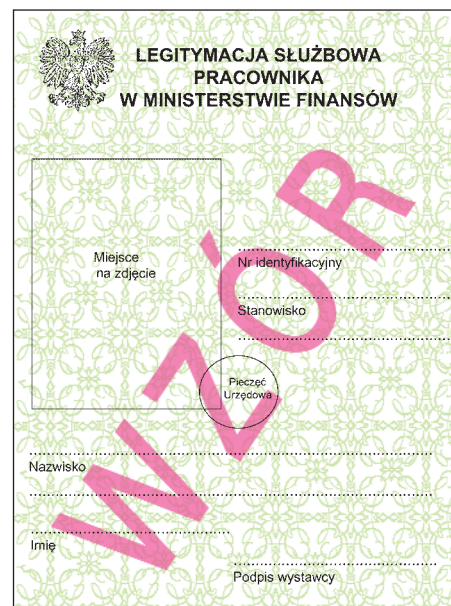 LEGITYMACJA SŁUŻBOWA
PRACOWNIKA
W MINISTERSTWIE FINANSÓW
Miejsce
na zdjęcie
Nr identyfikacyjny
Stanowisko
Pieczęć
Urzędowa
WZÓR
Nazwisko
Imię
Podpis wystawcy